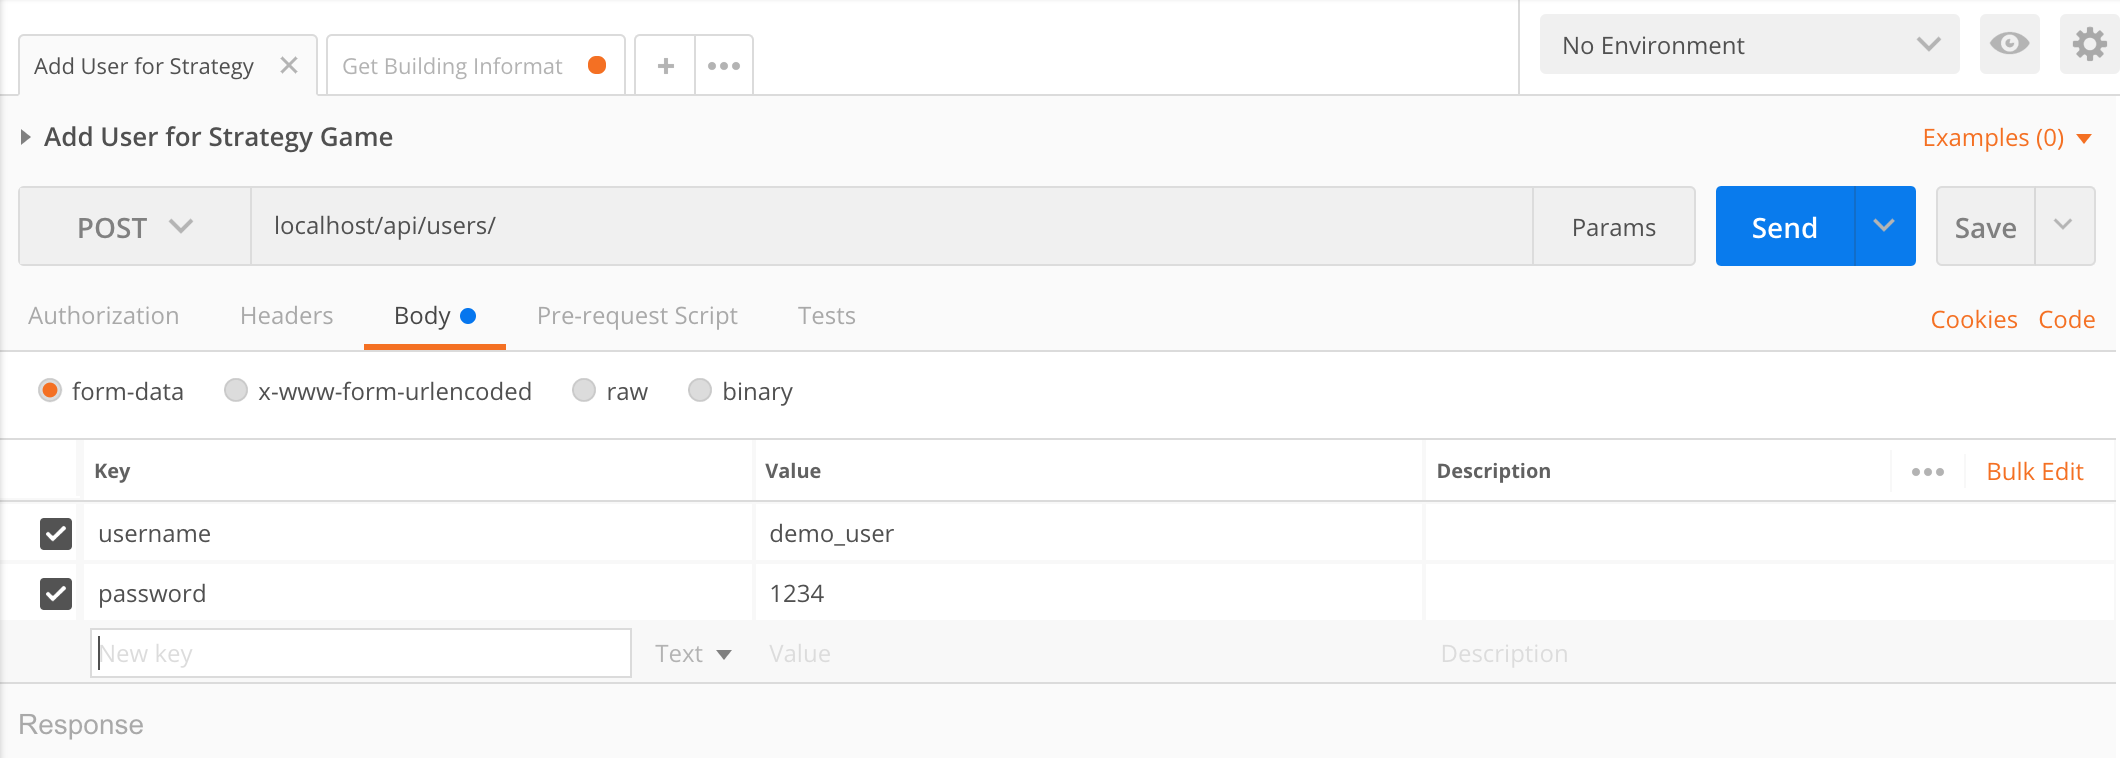 Add User for Strategy
Get Building Informat
No Environment
Add User for Strategy Game
Examples (0)
POST
localhost/api/users/
Params
Send
Save
Authorization
Headers
Body
Pre-request Script
Tests
Cookies
Code
form-data
x-www-form-urlencoded
raw
binary
Key
Value
Description
Bulk Edit
username
demo_user
password
1234
New key
Text
Value
Description
Response